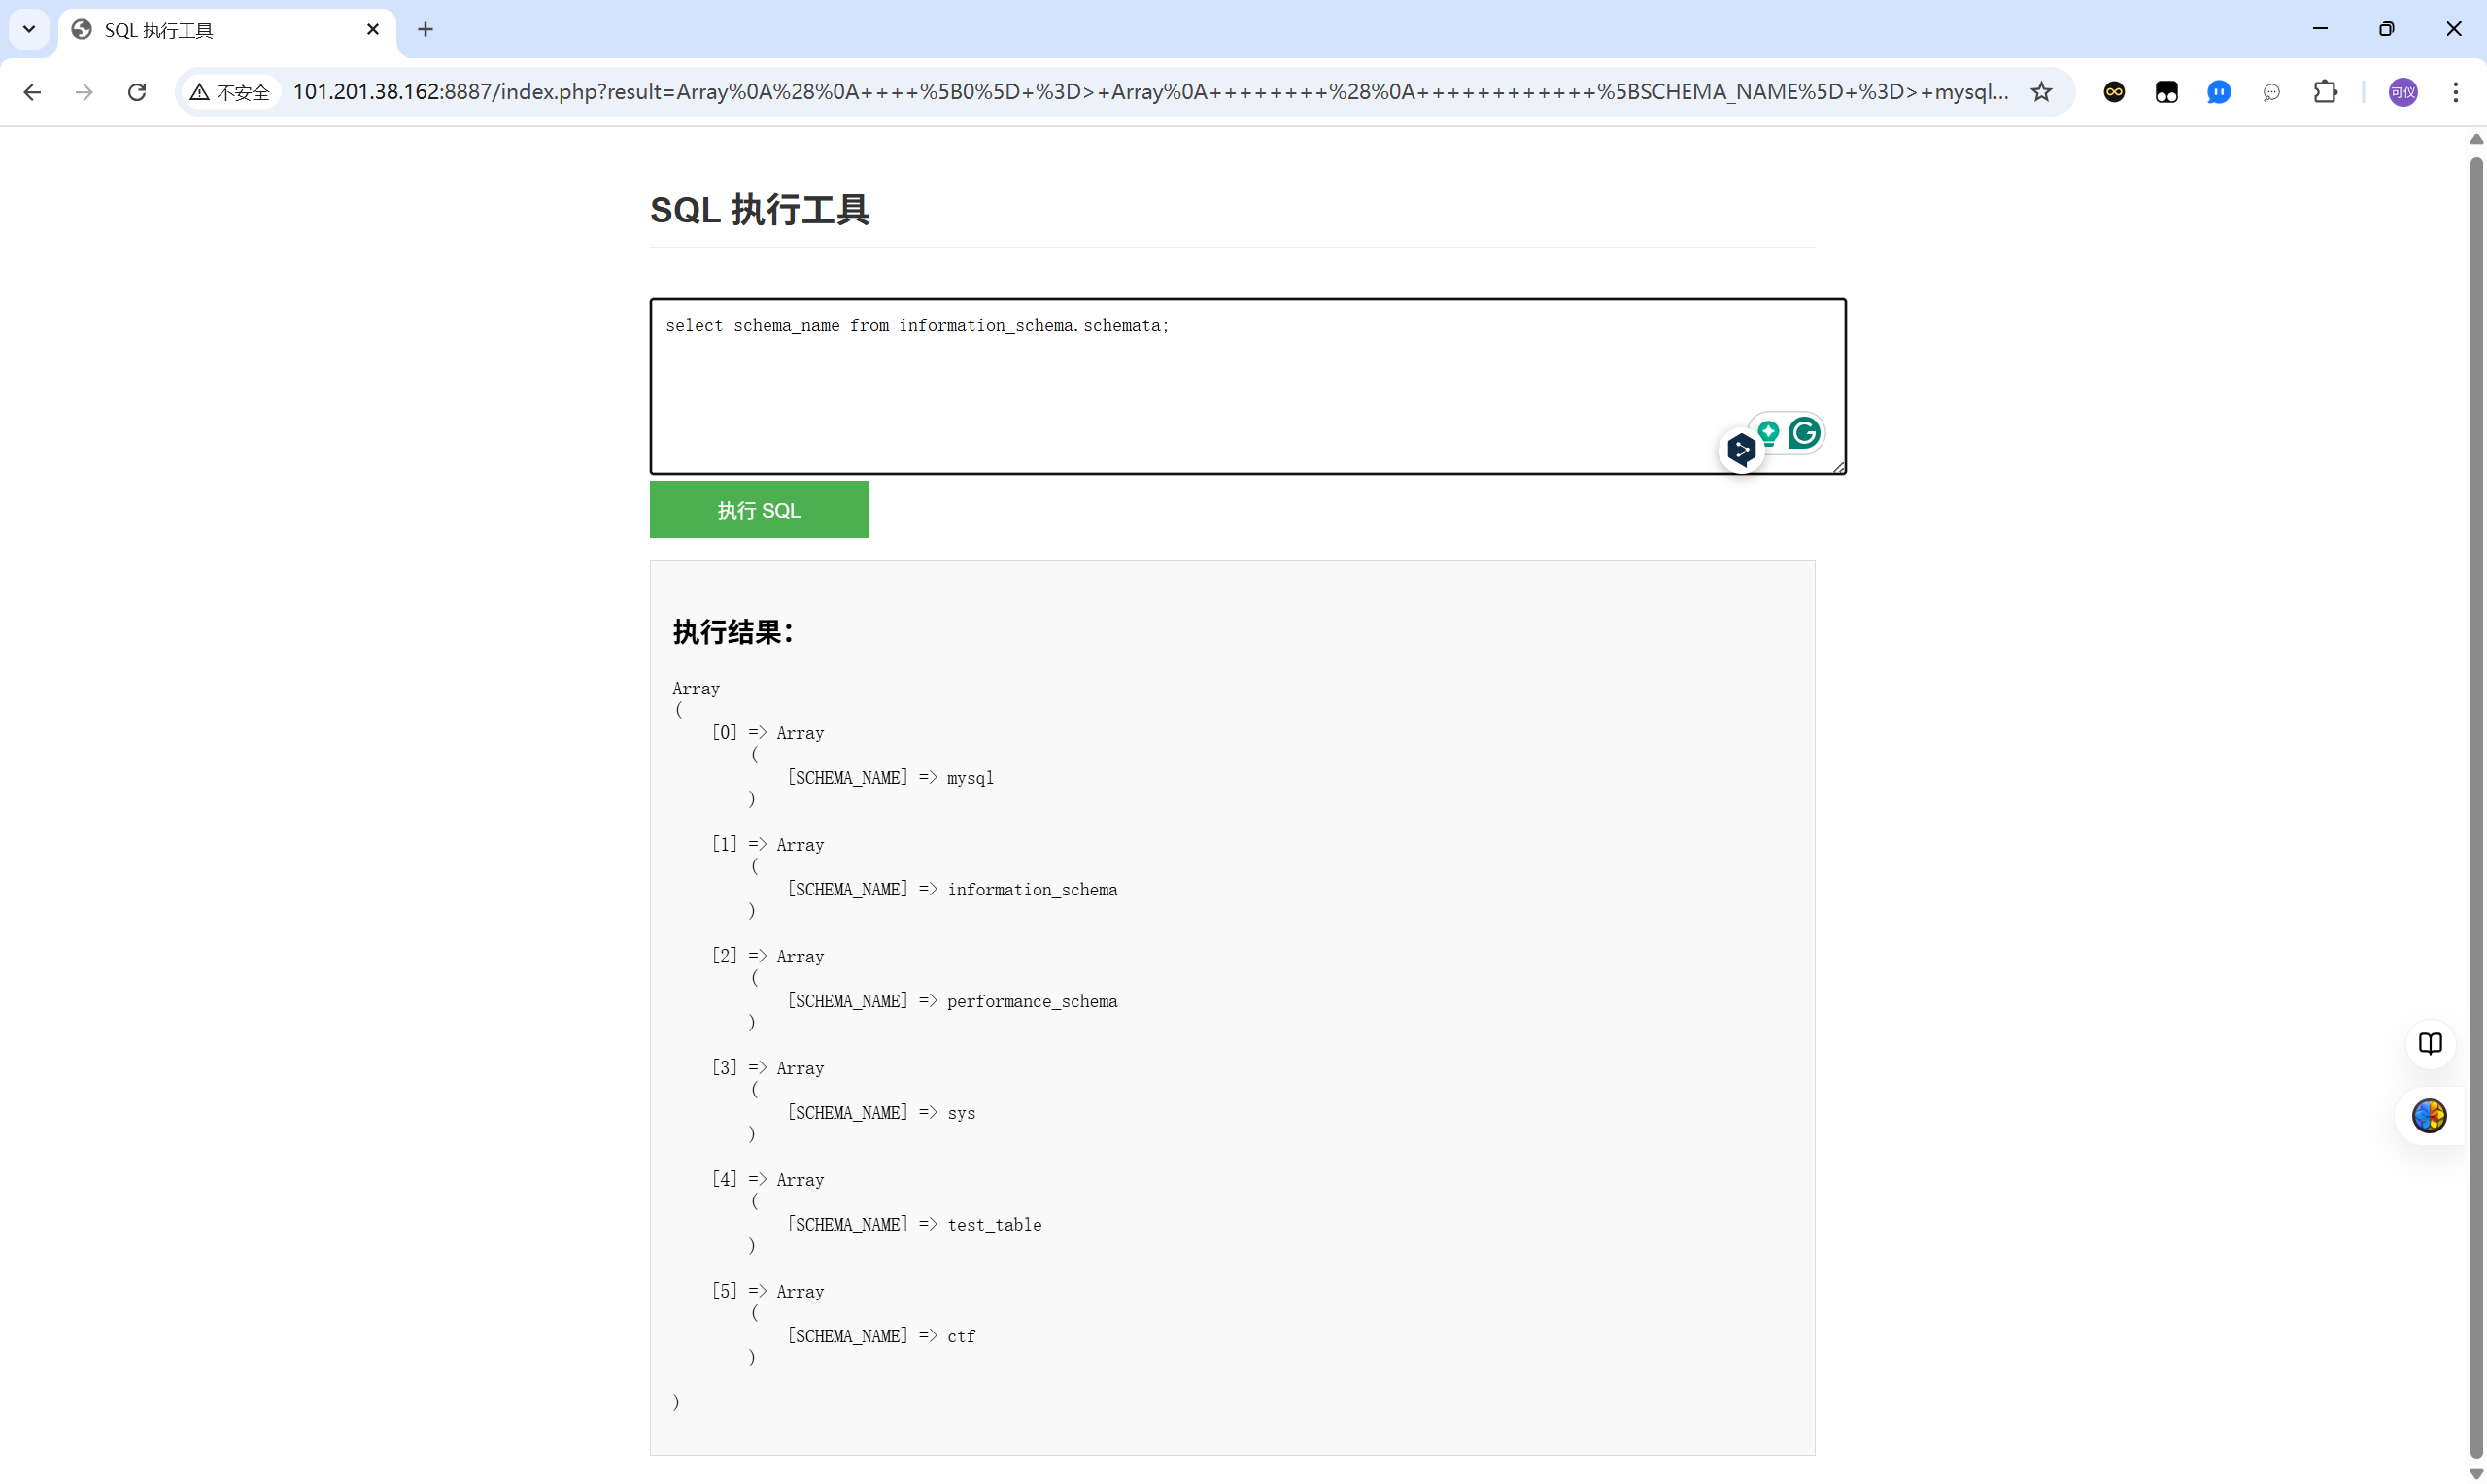 SQL 执行工具
不安全
101.201.38.162:8887/index.php?result=Array%0A%28%0A++++%5B0%5D+%3D>+Array%0A++++++++%28%0A++++++++++++%5BSCHEMA_NAME%5D+%3D>+mysql...
可仪
SQL 执行工具
select schema_name from information_schema.schemata;
执行 SQL
执行结果：
Array
(
    [0] => Array
        (
            [SCHEMA_NAME] => mysql
        )
    [1] => Array
        (
            [SCHEMA_NAME] => information_schema
        )
    [2] => Array
        (
            [SCHEMA_NAME] => performance_schema
        )
    [3] => Array
        (
            [SCHEMA_NAME] => sys
        )
    [4] => Array
        (
            [SCHEMA_NAME] => test_table
        )
    [5] => Array
        (
            [SCHEMA_NAME] => ctf
        )
)